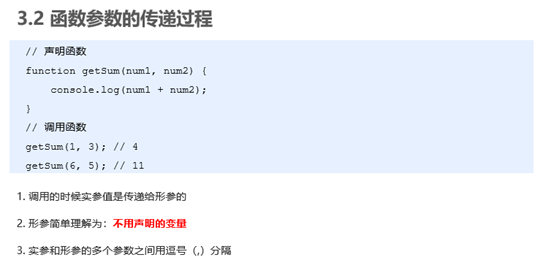 3.2 函数参数的传递过程
// 声明函数
function getSum(num1, num2) {
    console.log(num1 + num2);
}
// 调用函数
getSum(1, 3); // 4
getSum(6, 5); // 11
1. 调用的时候实参值是传递给形参的
2. 形参简单理解为：不用声明的变量
3. 实参和形参的多个参数之间用逗号（,）分隔